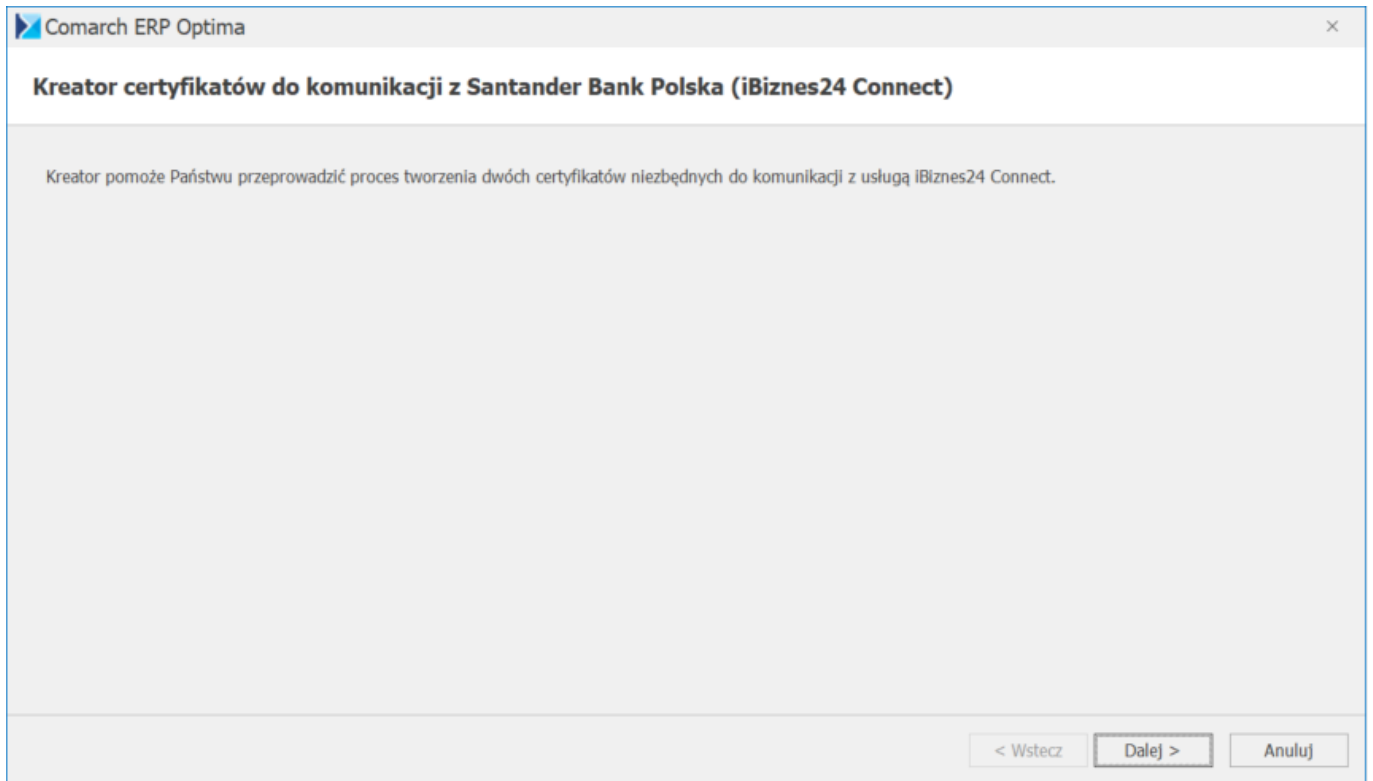 Comarch ERP Optima
Kreator certyfikatów do komunikacji z Santander Bank Polska (iBiznes24 Connect)
Kreator pomoże Państwu przeprowadzić proces tworzenia dwóch certyfikatów niezbędnych do komunikacji z usługą iBiznes24 Connect.
< Wstecz Dalej > Anuluj